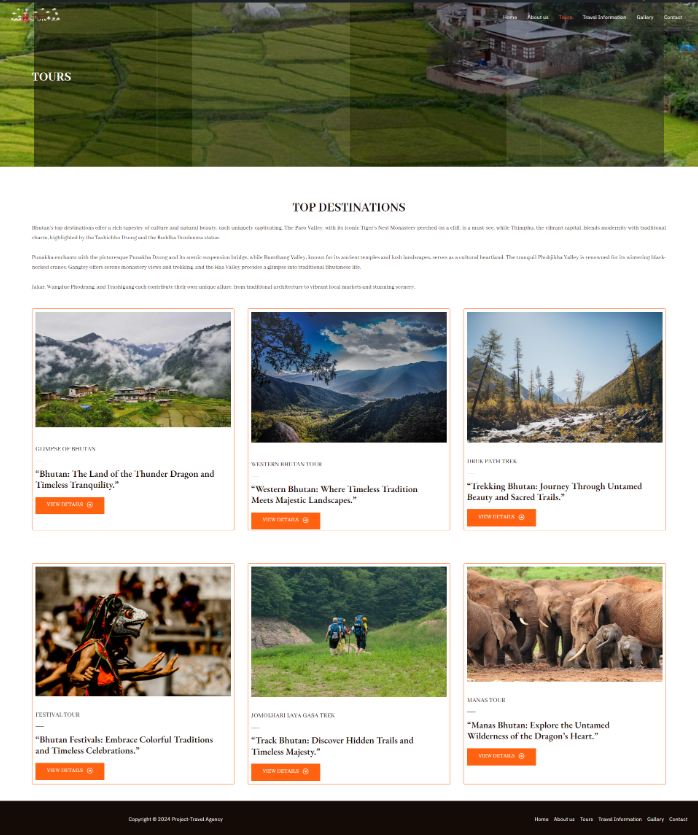 Home About us Tours Travel Information Gallery Contact
TOURS
TOP DESTINATIONS
Bhutan's top destinations offer a rich tapestry of culture and natural beauty, each uniquely captivating. The Paro Valley, with its iconic Tiger's Nest Monastery perched on a cliff, is a must-see, while Thimphu, the vibrant capital, blends modernity with traditional
charm, highlighted by the Tashichho Dzong and the Buddha Dordenma statue.
Punakha enchants with the picturesque Punakha Dzong and its scenic suspension bridge, while Bumthang Valley, known for its ancient temples and lush landscapes, serves as a cultural heartland. The tranquil Phobjikha Valley is renowned for its wintering black-
necked cranes. Gangtey offers serene monastery views and trekking, and the Haa Valley provides a glimpse into traditional Bhutanese life.
Jakar, Wangdue Phodrang, and Trashigang each contribute their own unique allure, from traditional architecture to vibrant local markets and stunning scenery.
GLIMPSE OF BHUTAN
“Bhutan: The Land of the Thunder Dragon and
Timeless Tranquility.”
VIEW DETAILS
WESTERN BHUTAN TOUR
“Western Bhutan: Where Timeless Tradition
Meets Majestic Landscapes.”
VIEW DETAILS
DRUK PATH TREK
“Trekking Bhutan: Journey Through Untamed
Beauty and Sacred Trails.”
VIEW DETAILS
FESTIVAL TOUR
“Bhutan Festivals: Embrace Colorful Traditions
and Timeless Celebrations.”
VIEW DETAILS
JOMOLHARI LAYA GASA TREK
“Track Bhutan: Discover Hidden Trails and
Timeless Majesty.”
VIEW DETAILS
MANAS TOUR
“Manas Bhutan: Explore the Untamed
Wilderness of the Dragon’s Heart.”
VIEW DETAILS
Copyright © 2024 Project-Travel Agency
Home About us Tours Travel Information Gallery Contact